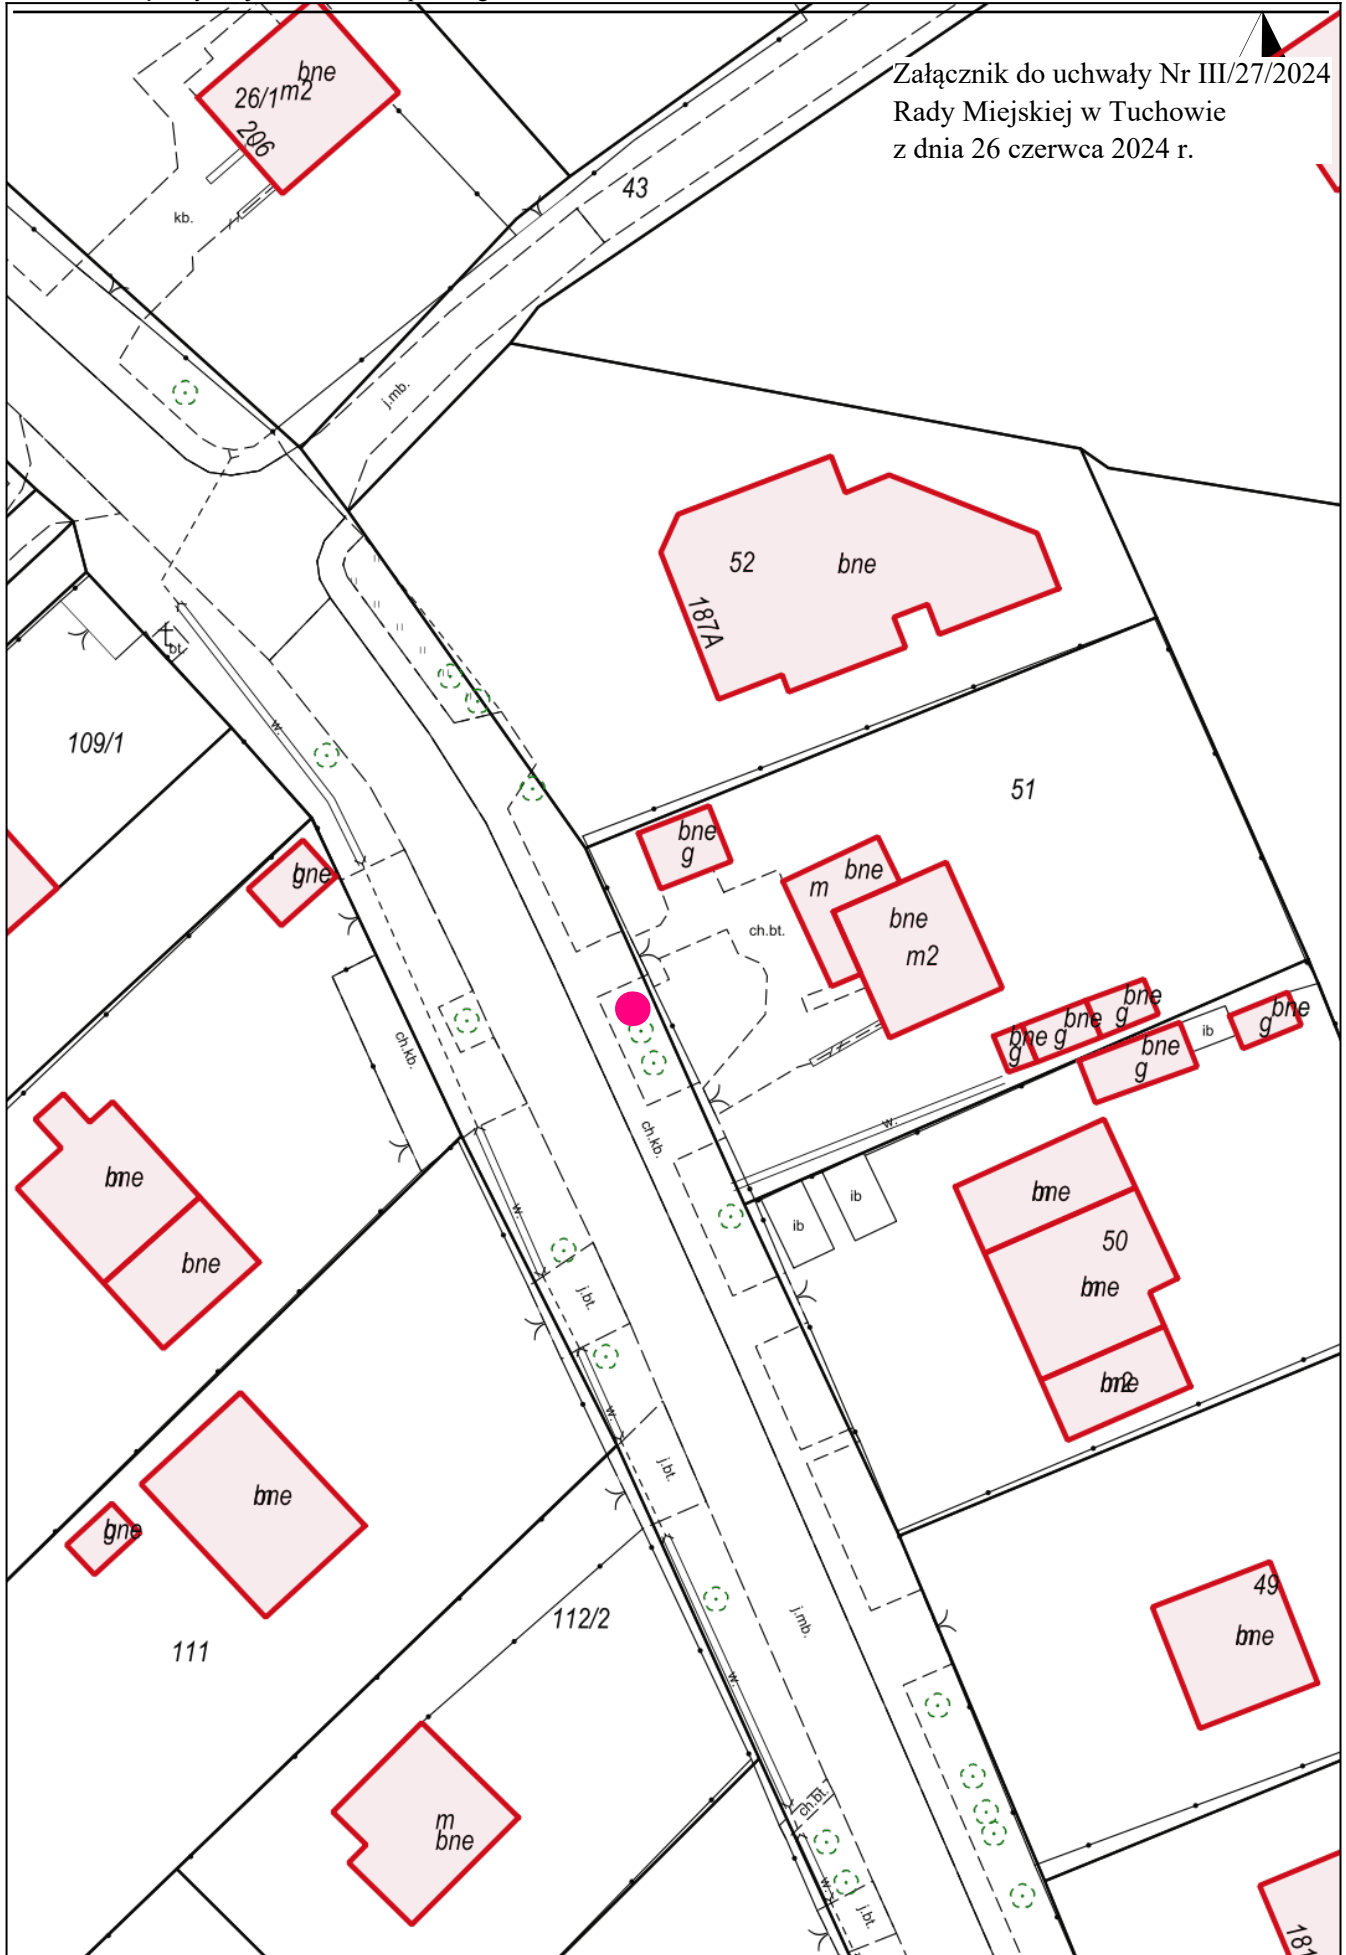 Załącznik do uchwały Nr III/27/2024
Rady Miejskiej w Tuchowie
z dnia 26 czerwca 2024 r.
bne
26/1 m2
206
kb.
43
j.mb.
52
bne
187A
bt.
w.
109/1
51
bne
g
bne
m
bne
m2
ch.bt.
bne
g
bne
g
bne
g
bne
g
bne
g
ib
bne
g
ch.kb.
ch.kb.
w.
w.
ib
ib
bne
bne
bne
50
bne
j.bt.
bne
w.
j.bt.
bne
bne
49
bne
112/2
j.mb.
111
w.
m
bne
ch.bt.
w.
j.bt.
181